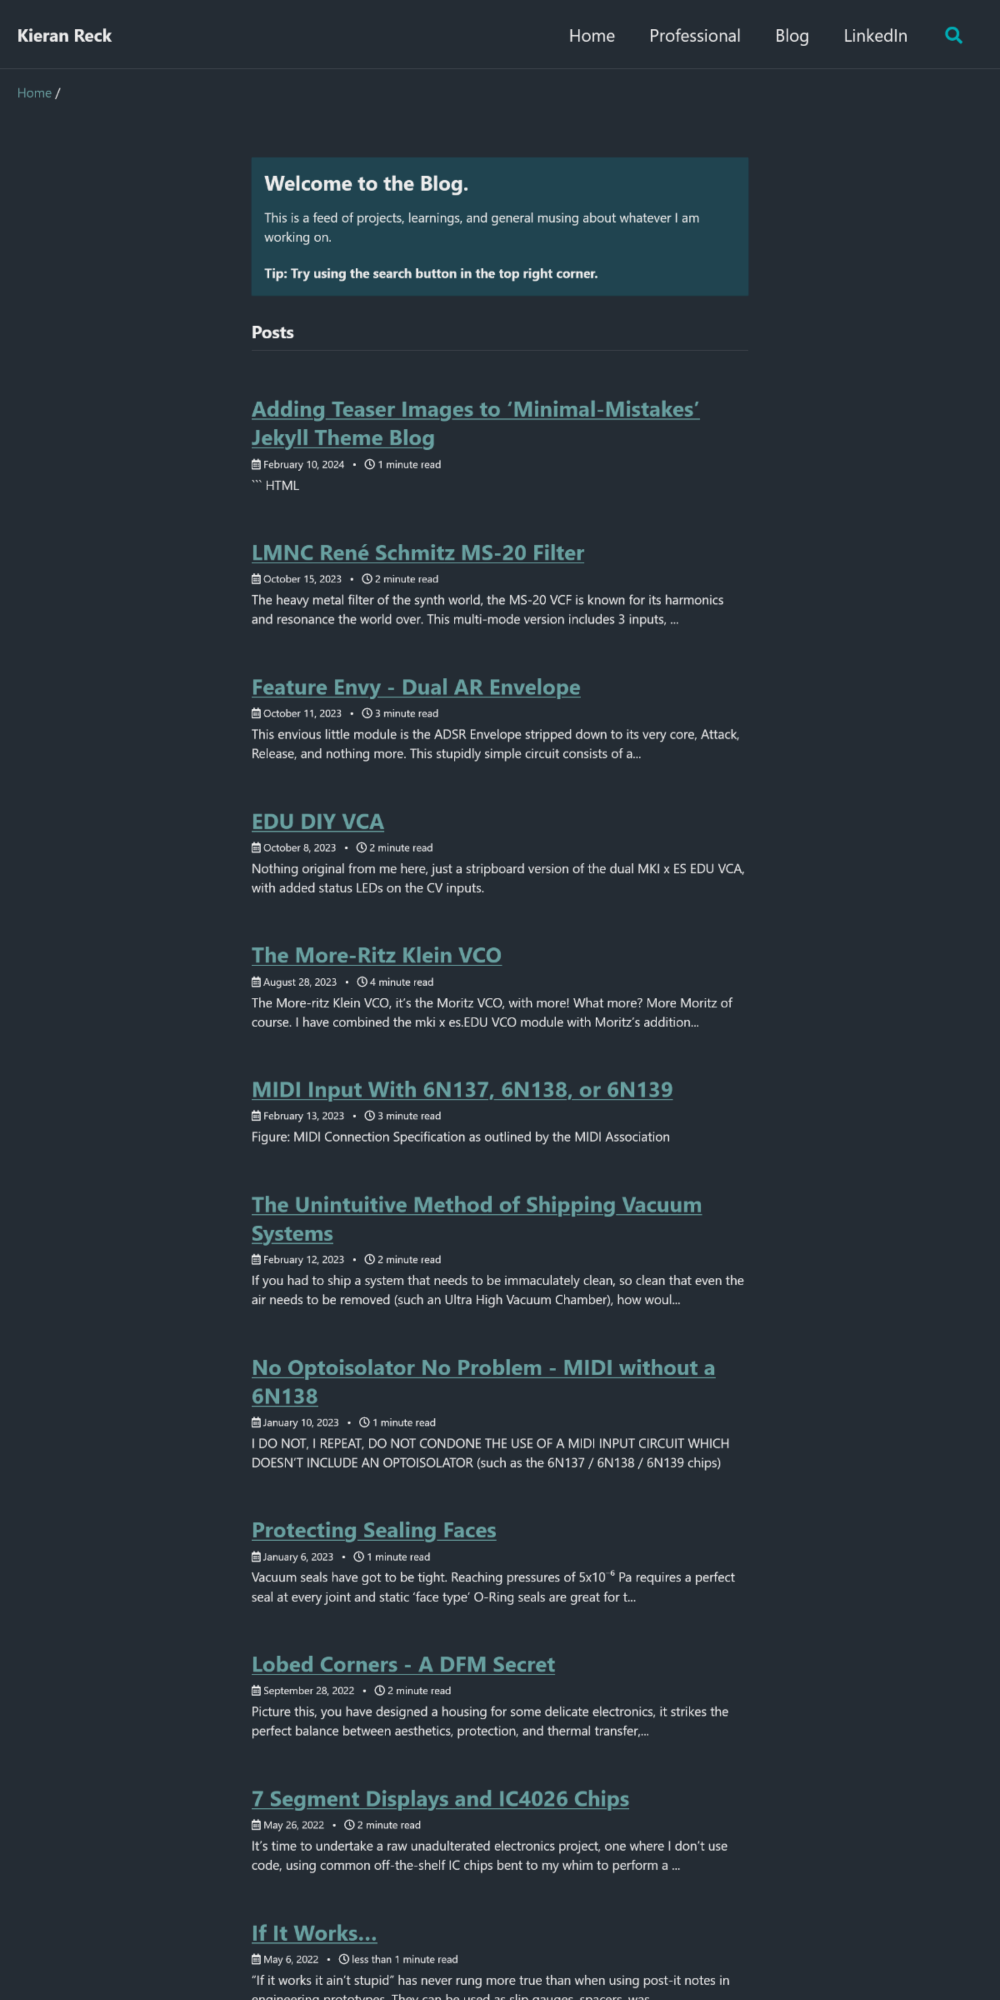 Kieran Reck
Home
Professional
Blog
LinkedIn
Home /
Welcome to the Blog.
This is a feed of projects, learnings, and general musing about whatever I am
working on.
Tip: Try using the search button in the top right corner.
Posts
Adding Teaser Images to ‘Minimal-Mistakes’
Jekyll Theme Blog
February 10, 2024 • 1 minute read
``` HTML
LMNC René Schmitz MS-20 Filter
October 15, 2023 • 2 minute read
The heavy metal filter of the synth world, the MS-20 VCF is known for its harmonics
and resonance the world over. This multi-mode version includes 3 inputs, ...
Feature Envy - Dual AR Envelope
October 11, 2023 • 3 minute read
This envious little module is the ADSR Envelope stripped down to its very core, Attack,
Release, and nothing more. This stupidly simple circuit consists of a...
EDU DIY VCA
October 8, 2023 • 2 minute read
Nothing original from me here, just a stripboard version of the dual MKI x ES EDU VCA,
with added status LEDs on the CV inputs.
The More-Ritz Klein VCO
August 28, 2023 • 4 minute read
The More-ritz Klein VCO, it’s the Moritz VCO, with more! What more? More Moritz of
course. I have combined the mki x es.EDU VCO module with Moritz’s addition...
MIDI Input With 6N137, 6N138, or 6N139
February 13, 2023 • 3 minute read
Figure: MIDI Connection Specification as outlined by the MIDI Association
The Unintuitive Method of Shipping Vacuum
Systems
February 12, 2023 • 2 minute read
If you had to ship a system that needs to be immaculately clean, so clean that even the
air needs to be removed (such an Ultra High Vacuum Chamber), how woul...
No Optoisolator No Problem - MIDI without a
6N138
January 10, 2023 • 1 minute read
I DO NOT, I REPEAT, DO NOT CONDONE THE USE OF A MIDI INPUT CIRCUIT WHICH
DOESN’T INCLUDE AN OPTOISOLATOR (such as the 6N137 / 6N138 / 6N139 chips)
Protecting Sealing Faces
January 6, 2023 • 1 minute read
Vacuum seals have got to be tight. Reaching pressures of 5x10⁻⁶ Pa requires a perfect
seal at every joint and static ‘face type’ O-Ring seals are great for t...
Lobed Corners - A DFM Secret
September 28, 2022 • 2 minute read
Picture this, you have designed a housing for some delicate electronics, it strikes the
perfect balance between aesthetics, protection, and thermal transfer,...
7 Segment Displays and IC4026 Chips
May 26, 2022 • 2 minute read
It’s time to undertake a raw unadulterated electronics project, one where I don’t use
code, using common off-the-shelf IC chips bent to my whim to perform a ...
If It Works...
May 6, 2022 • less than 1 minute read
“If it works it ain’t stupid” has never rung more true than when using post-it notes in
engineering prototypes. They can be used as slip gauges, spacers, was...